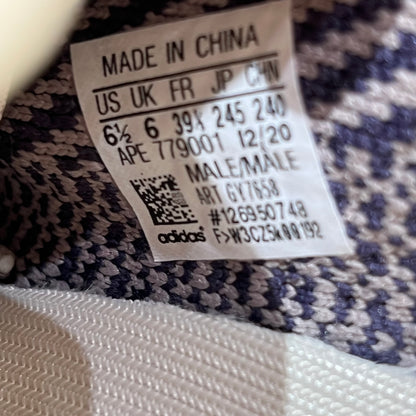 MADE IN CHINA
US UK FR JP CHN
6½ 6 39⅓ 245 240
APE 779001 12/20
MALE/MALE
ART GY7658
#126950748
adidas F>W3CZ5W00192